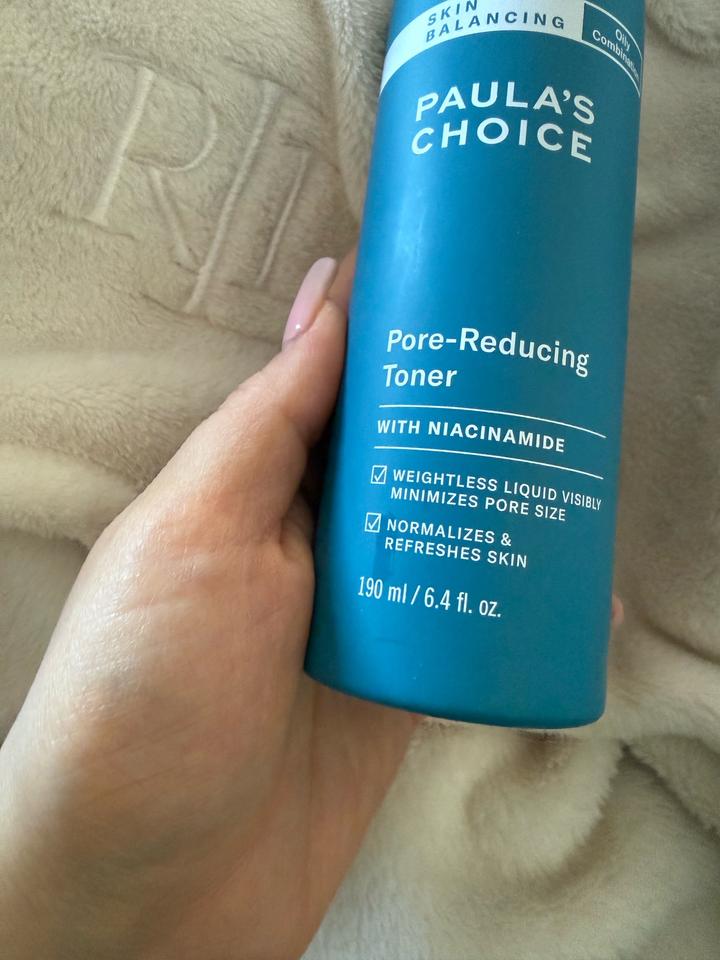 SKIN
BALANCING
Oily
Combination
PAULA'S
CHOICE
Pore-Reducing
Toner
WITH NIACINAMIDE
WEIGHTLESS LIQUID VISIBLY
MINIMIZES PORE SIZE
NORMALIZES &
REFRESHES SKIN
190 ml / 6.4 fl. oz.